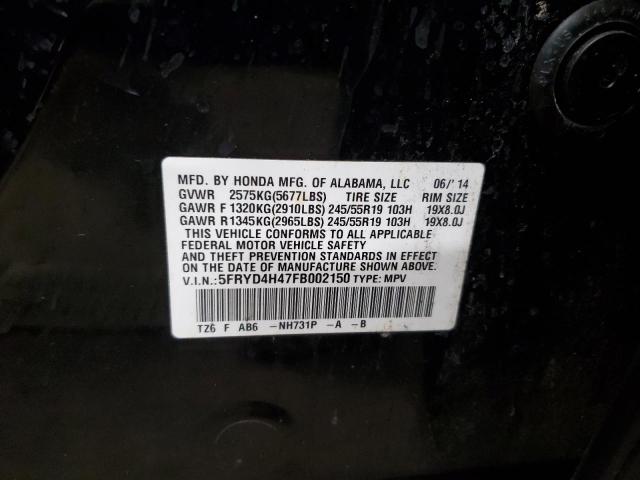 MFD. BY HONDA MFG. OF ALABAMA, LLC 06/'14
GVWR 2575KG(5677LBS) TIRE SIZE RIM SIZE
GAWR F 1320KG(2910LBS) 245/55R19 103H 19X8.0J
GAWR R1345KG(2965LBS) 245/55R19 103H 19X8.0J
THIS VEHICLE CONFORMS TO ALL APPLICABLE
FEDERAL MOTOR VEHICLE SAFETY
AND THEFT PREVENTION STANDARDS IN EFFECT
ON THE DATE OF MANUFACTURE SHOWN ABOVE.
V.I.N.:5FRYD4H47FB002150 TYPE: MPV
TZ6 F AB6 -NH731P -A -B